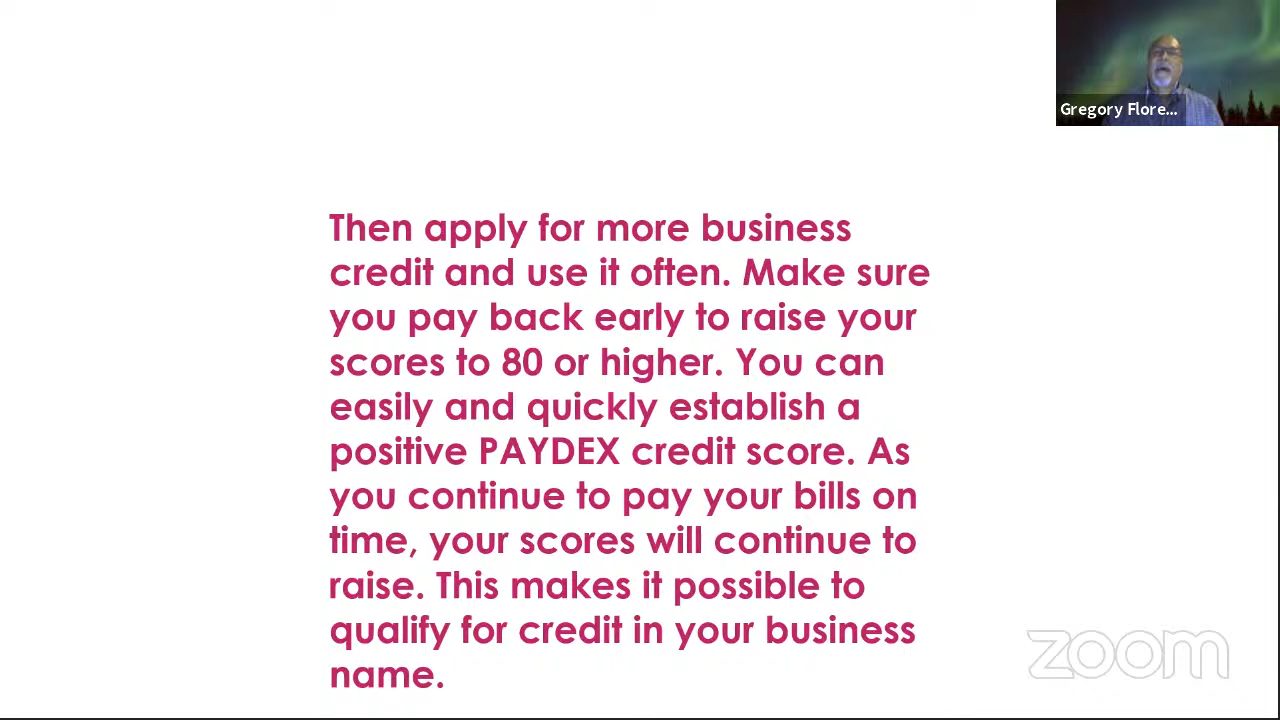 Gregory Flore...
Then apply for more business
credit and use it often. Make sure
you pay back early to raise your
scores to 80 or higher. You can
easily and quickly establish a
positive PAYDEX credit score. As
you continue to pay your bills on
time, your scores will continue to
raise. This makes it possible to
qualify for credit in your business
name.
zoom